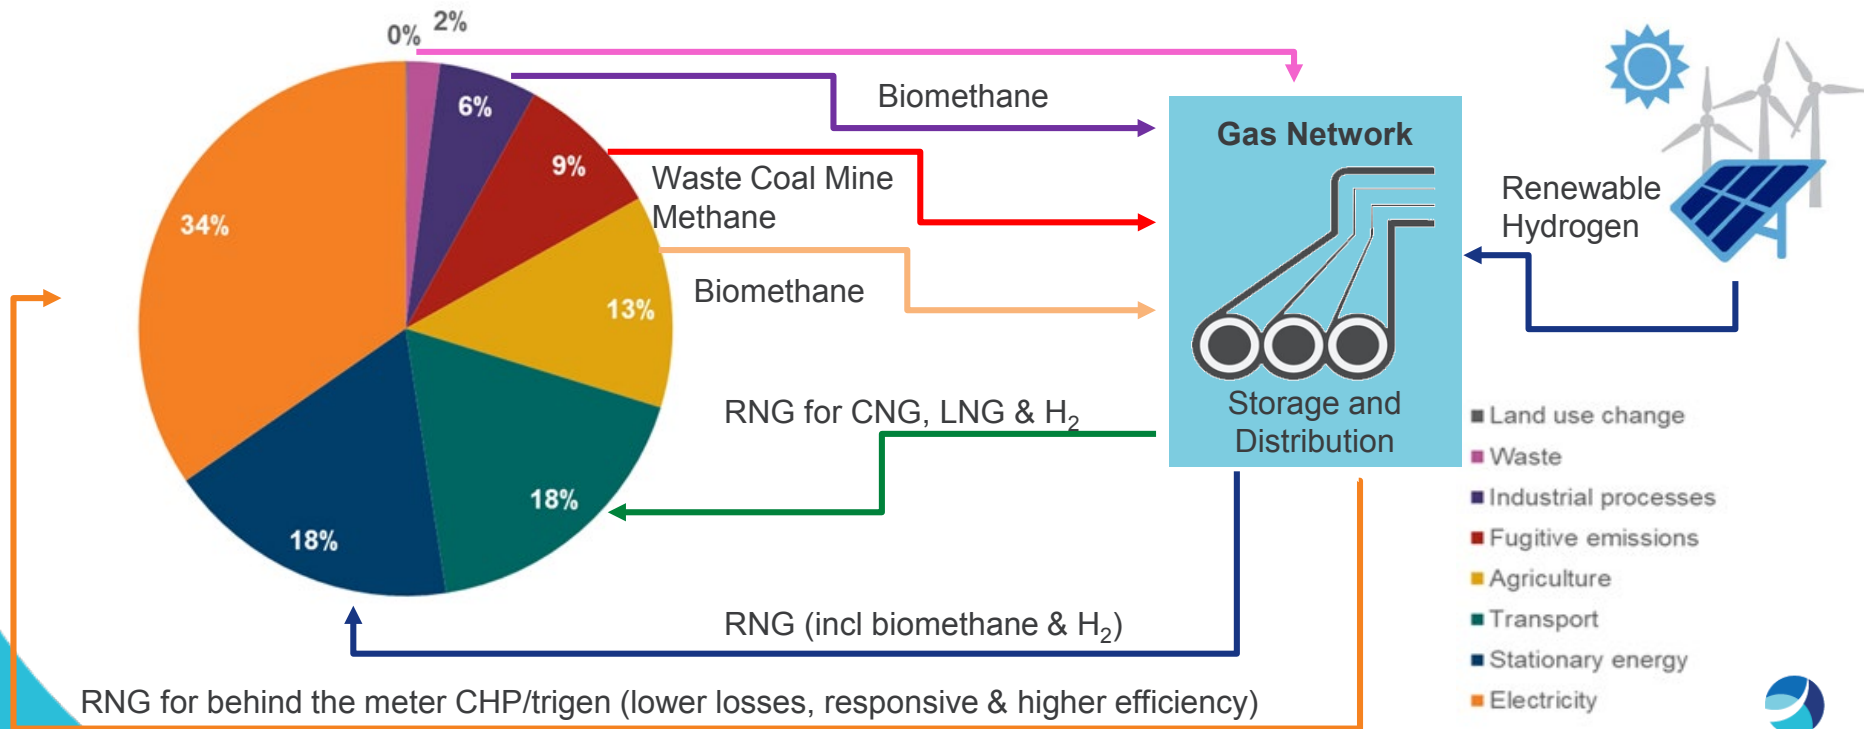 0%
2%
6%
9%
13%
18%
18%
34%
Biomethane
Waste Coal Mine
Methane
Biomethane
RNG for CNG, LNG & H₂
RNG (incl biomethane & H₂)
RNG for behind the meter CHP/trigen (lower losses, responsive & higher efficiency)
Gas Network
Storage and
Distribution
Renewable
Hydrogen
Land use change
Waste
Industrial processes
Fugitive emissions
Agriculture
Transport
Stationary energy
Electricity